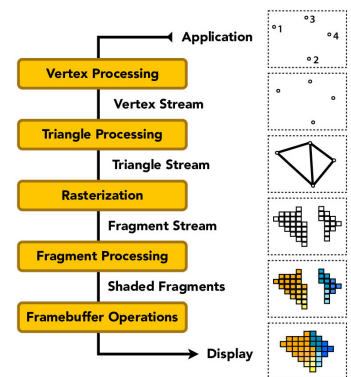 Application
Vertex Processing
Vertex Stream
Triangle Processing
Triangle Stream
Rasterization
Fragment Stream
Fragment Processing
Shaded Fragments
Framebuffer Operations
Display
1
3
4
2